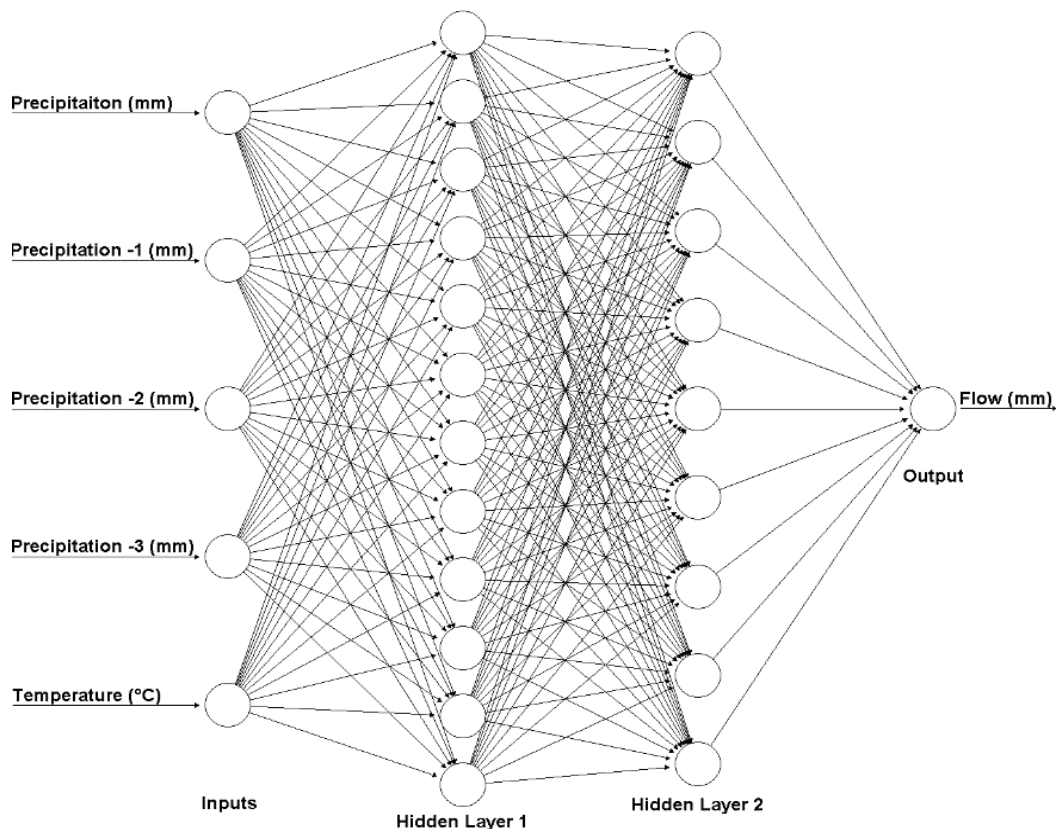 Precipitaiton (mm)
Precipitation -1 (mm)
Precipitation -2 (mm)
Precipitation -3 (mm)
Temperature (°C)
Flow (mm)
Output
Inputs
Hidden Layer 1
Hidden Layer 2